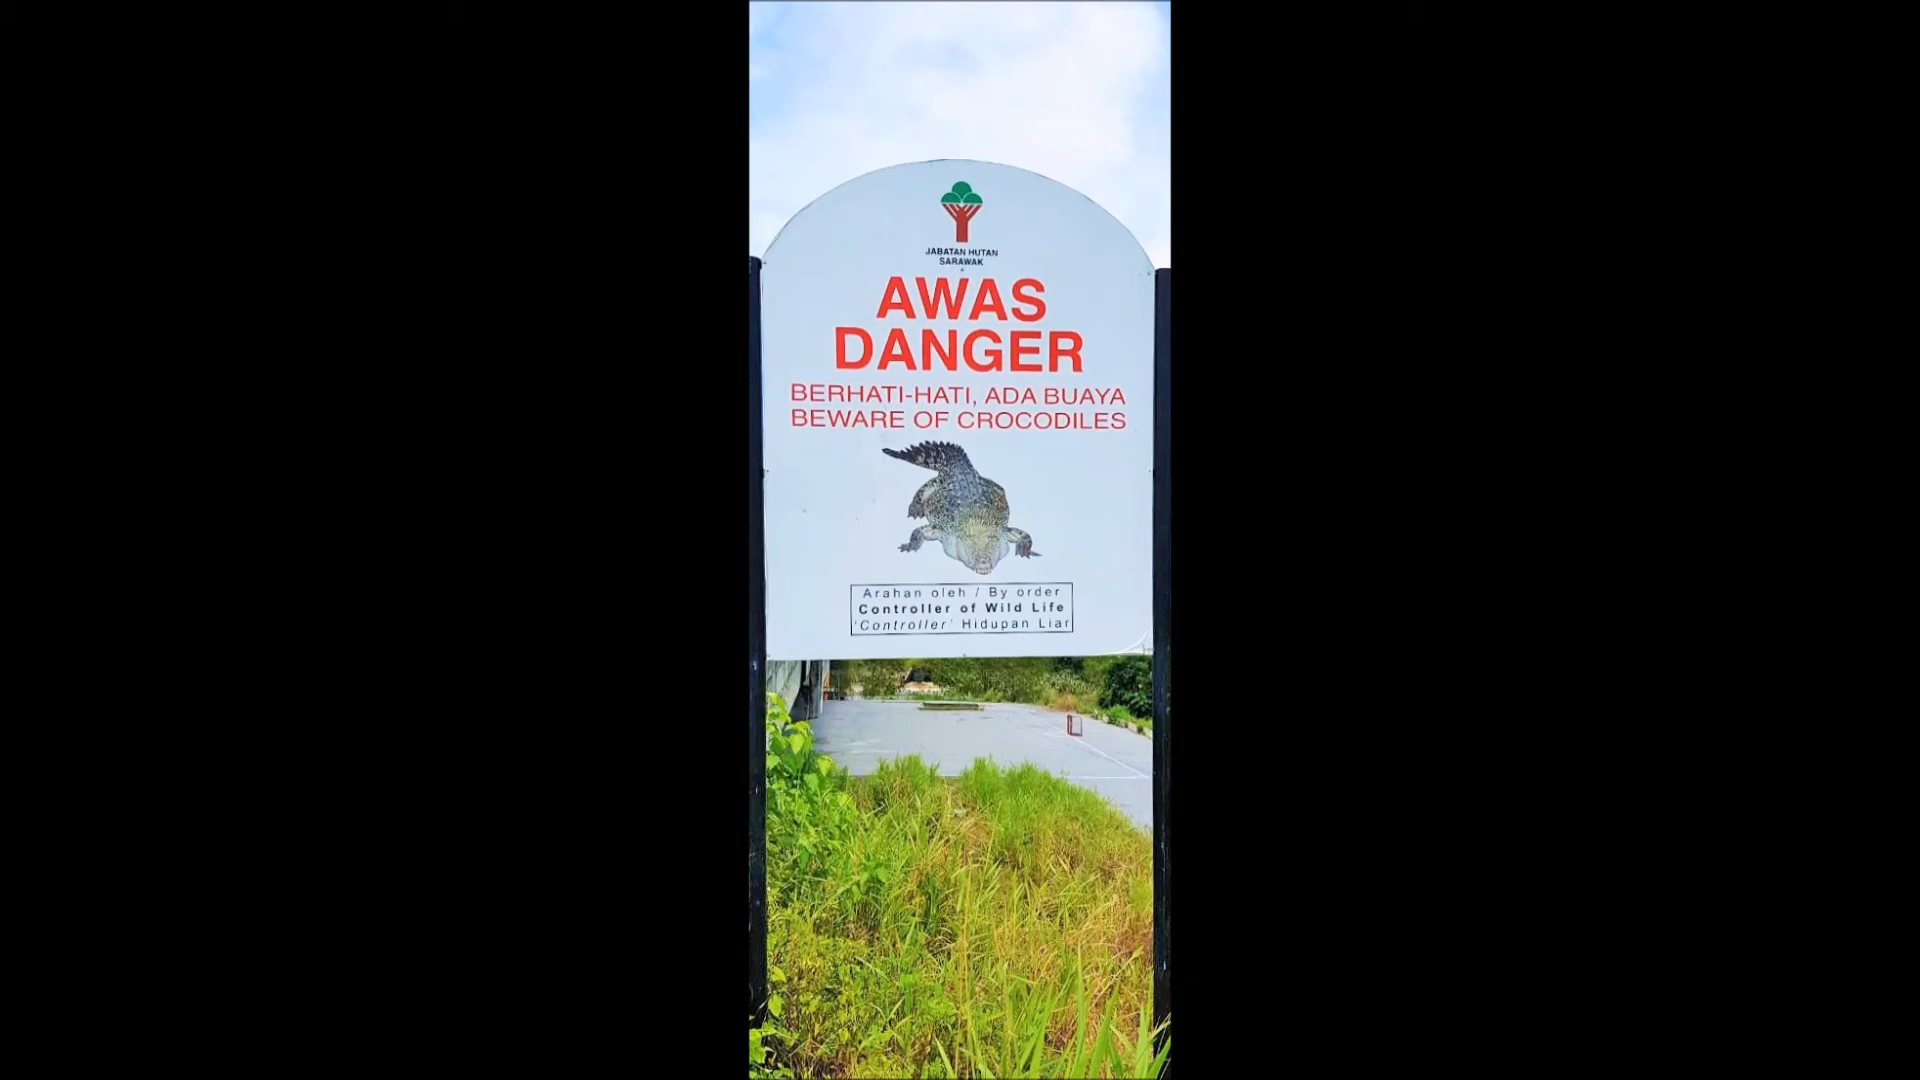 JABATAN HUTAN
SARAWAK
AWAS
DANGER
BERHATI-HATI, ADA BUAYA
BEWARE OF CROCODILES
Arahan oleh / By order
Controller of Wild Life
'Controller' Hidupan Liar